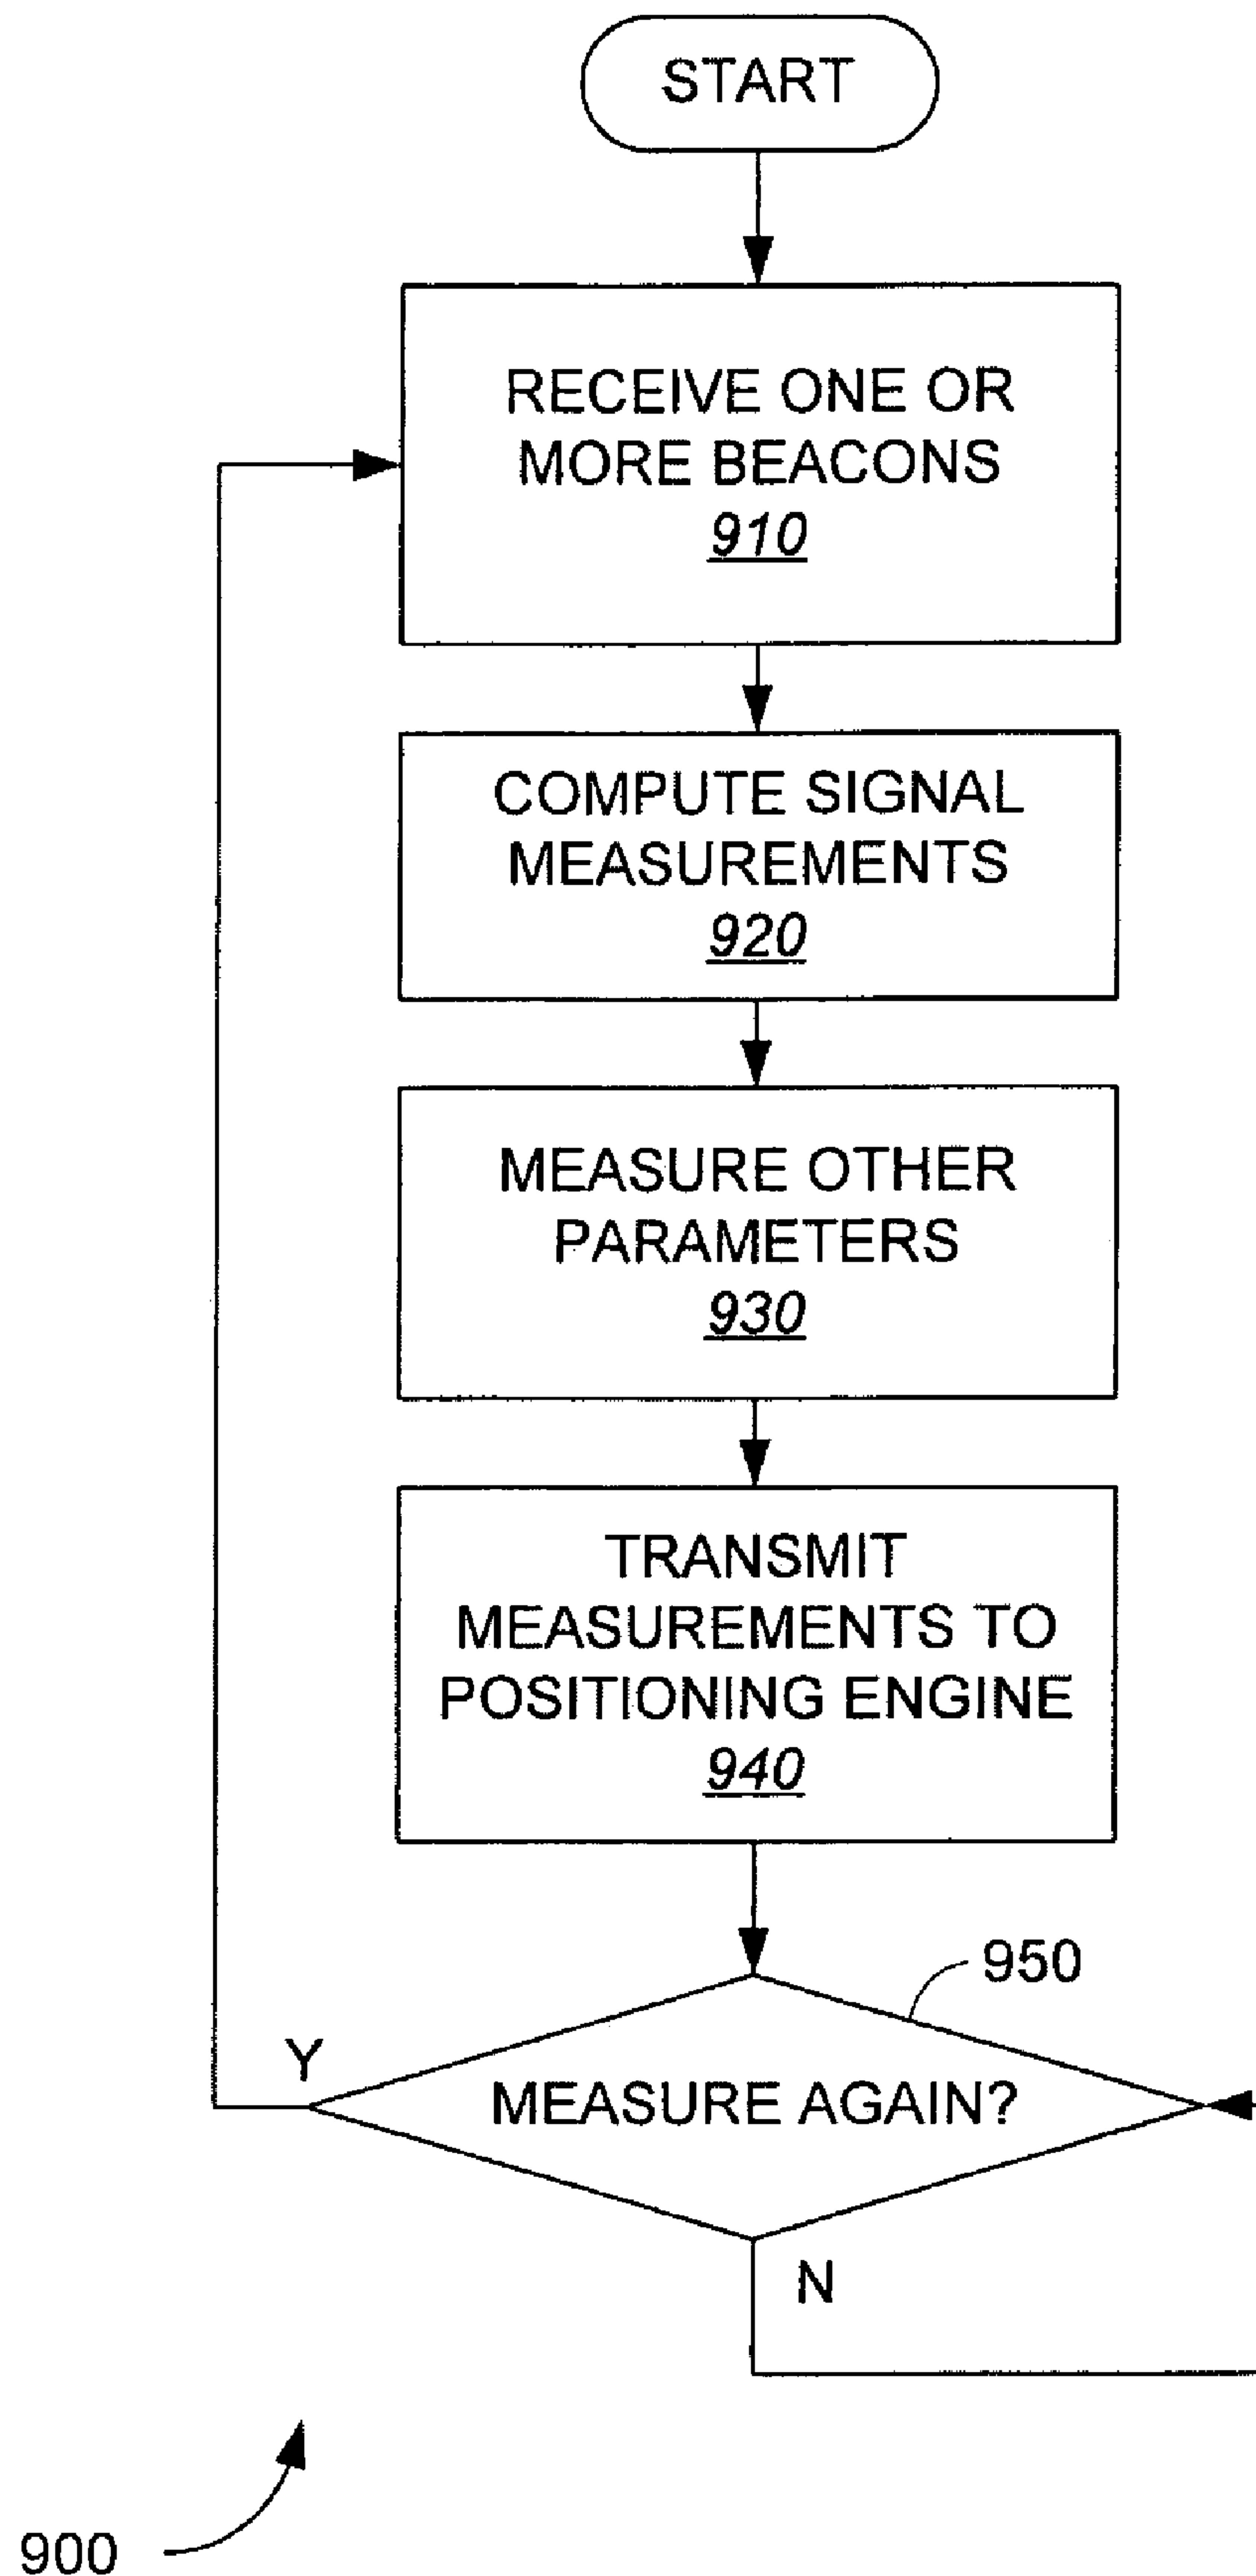 START
RECEIVE ONE OR
MORE BEACONS
910
COMPUTE SIGNAL
MEASUREMENTS
920
MEASURE OTHER
PARAMETERS
930
TRANSMIT
MEASUREMENTS TO
POSITIONING ENGINE
940
950
Y
MEASURE AGAIN?
N
900